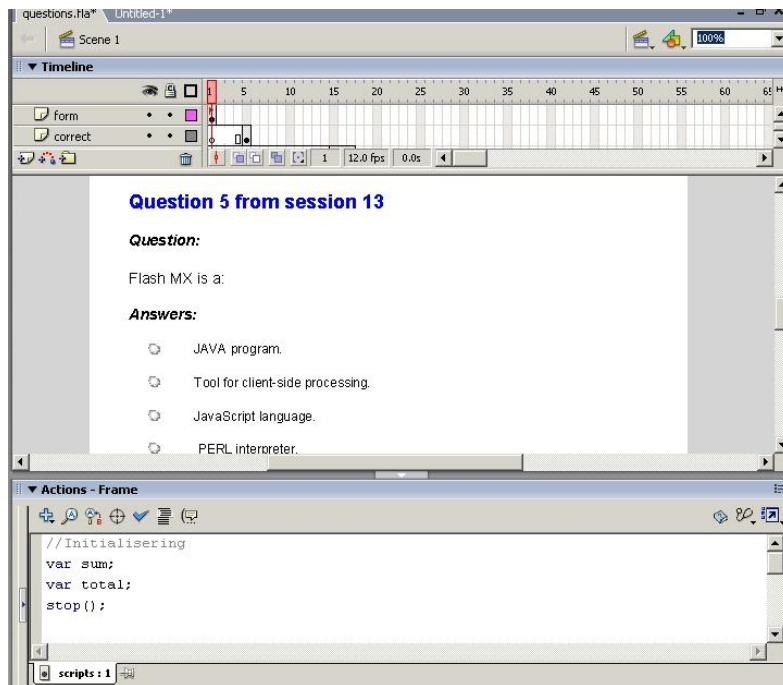 questions.fla* Untitled-1*
Scene 1 100%
Timeline
1 5 10 15 20 25 30 35 40 45 50 55 60 65
form
correct
1 12.0 fps 0.0s
Question 5 from session 13
Question:
Flash MX is a:
Answers:
JAVA program.
Tool for client-side processing.
JavaScript language.
PERL interpreter.
Actions - Frame
//Initialisering
var sum;
var total;
stop();
scripts : 1